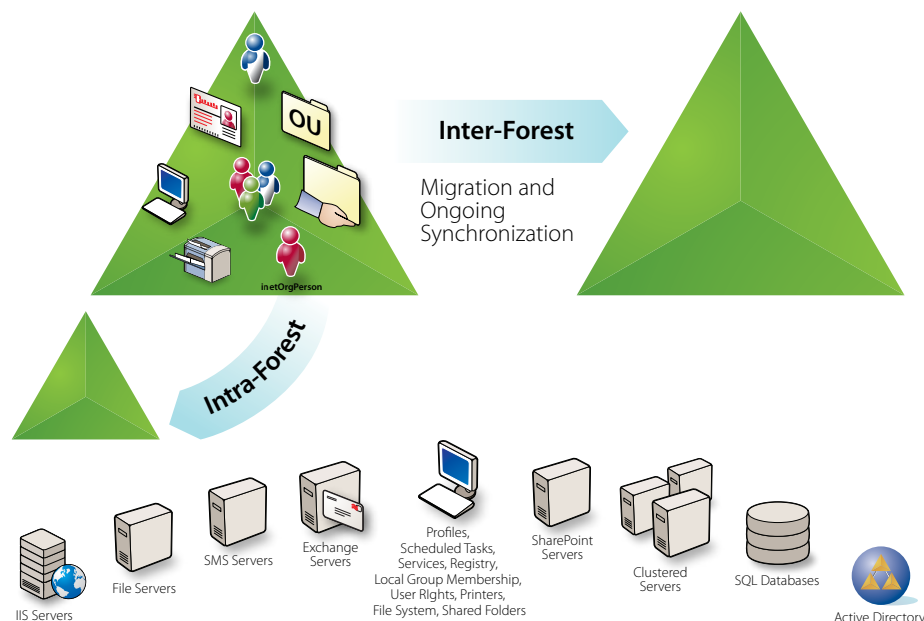 OU
inetOrgPerson
Inter-Forest
Migration and
Ongoing
Synchronization
Intra-Forest
IIS Servers
File Servers
SMS Servers
Exchange
Servers
Profiles,
Scheduled Tasks,
Services, Registry,
Local Group Membership,
User RIghts, Printers,
File System, Shared Folders
SharePoint
Servers
Clustered
Servers
SQL Databases
Active Directory